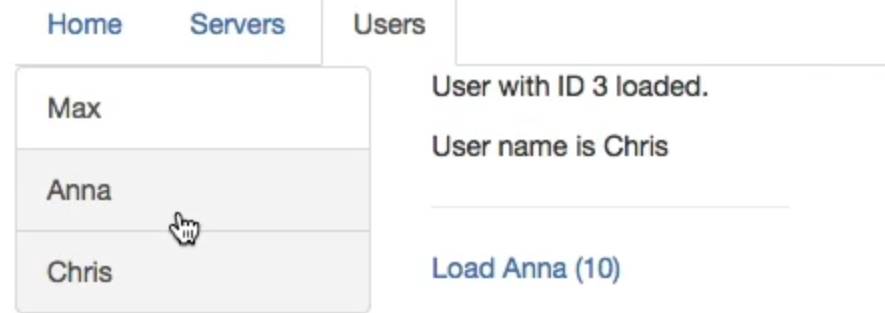 Home Servers Users
Max
Anna
Chris
User with ID 3 loaded.
User name is Chris
Load Anna (10)